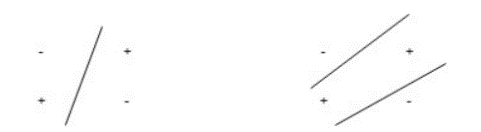 - + - +
+ - + -